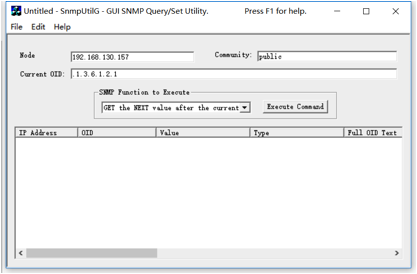 Untitled - SnmpUtilG - GUI SNMP Query/Set Utility. Press F1 for help.
File Edit Help
Node 192.168.130.157 Community: public
Current OID: .1.3.6.1.2.1
SNMP Function to Execute
GET the NEXT value after the current Execute Command
IP Address OID Value Type Full OID Text